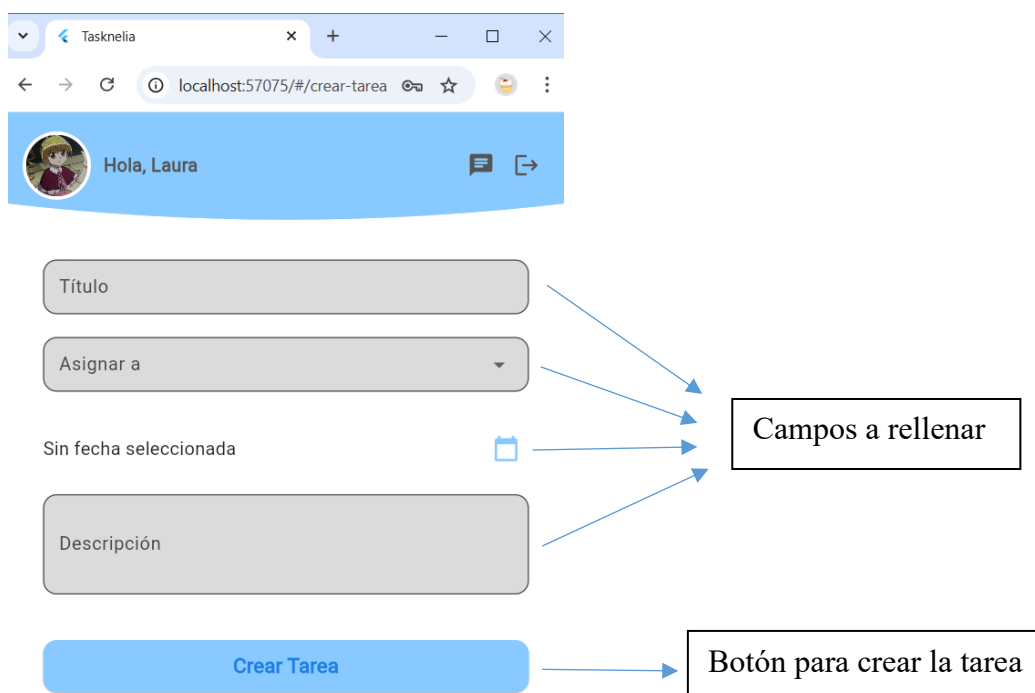 Tasknelia
localhost:57075/#/crear-tarea
Hola, Laura
Título
Asignar a
Sin fecha seleccionada
Descripción
Crear Tarea
Campos a rellenar
Botón para crear la tarea